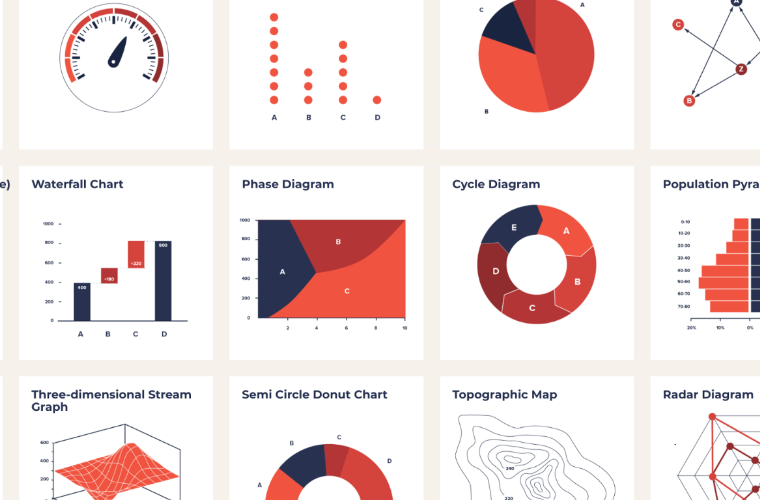 A
B
C
D
C
A
B
A
C
Z
B
e)
Waterfall Chart
Phase Diagram
Cycle Diagram
Population Pyra
1000
800
600
400
200
0
400
+220
900
A
B
C
D
1000
800
600
400
200
0
A
B
C
2
4
6
8
10
E
A
D
B
C
0-10
10-20
20-30
30-40
40-50
50-60
60-70
70-80
20%
10%
0%
Three-dimensional Stream
Graph
Semi Circle Donut Chart
Topographic Map
Radar Diagram
600
400
200
A
B
C
D
240
220